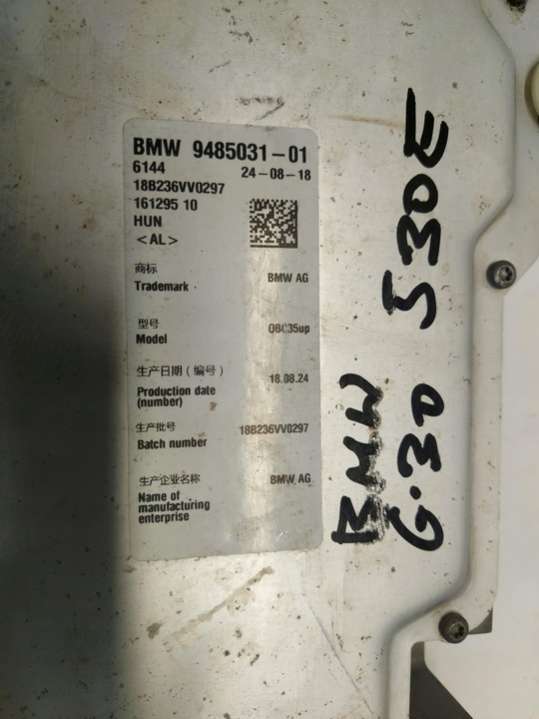 BMW 9485031-01
6144 24-08-18
18B236VV0297
161295 10
HUN
<AL>
商标
Trademark BMW AG
型号
Model OBC35up
生产日期（编号）
Production date 18.08.24
(number)
生产批号
Batch number 18B236VV0297
生产企业名称
Name of BMW AG
manufacturing
enterprise
BMW
G.30 530E